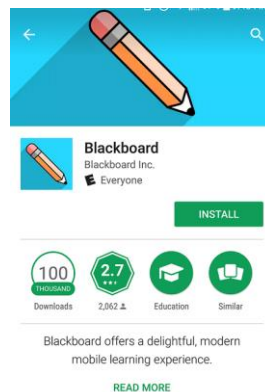 Blackboard
Blackboard Inc.
E Everyone
INSTALL
100
THOUSAND
2.7
Downloads
2,062
Education
Similar
Blackboard offers a delightful, modern
mobile learning experience.
READ MORE